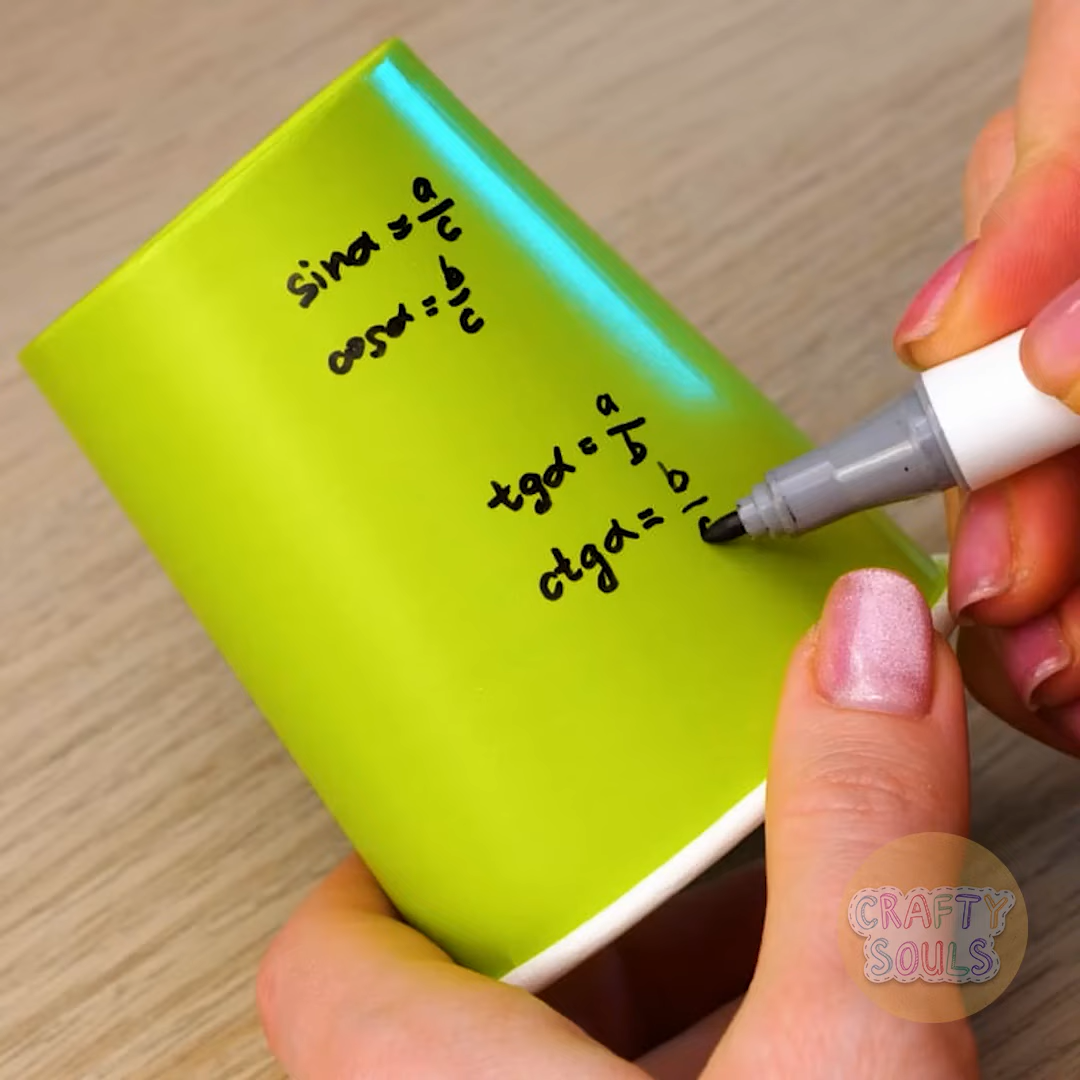 sinα = a/c
cosα = b/c
tgα = a/b
ctgα = b/
CRAFTY
SOULS